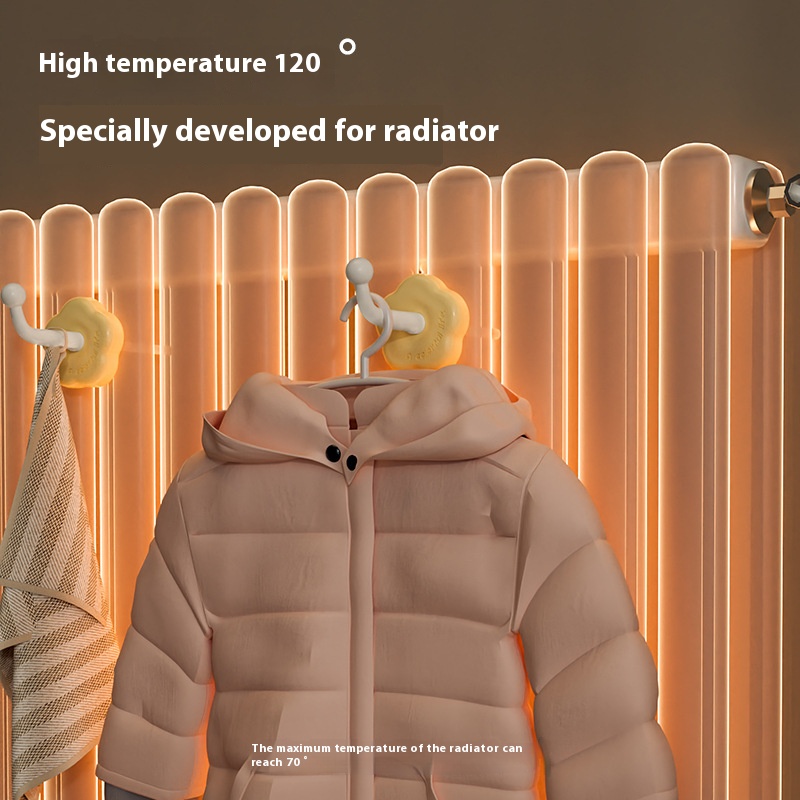 High temperature 120 °
Specially developed for radiator
The maximum temperature of the radiator can
reach 70 °